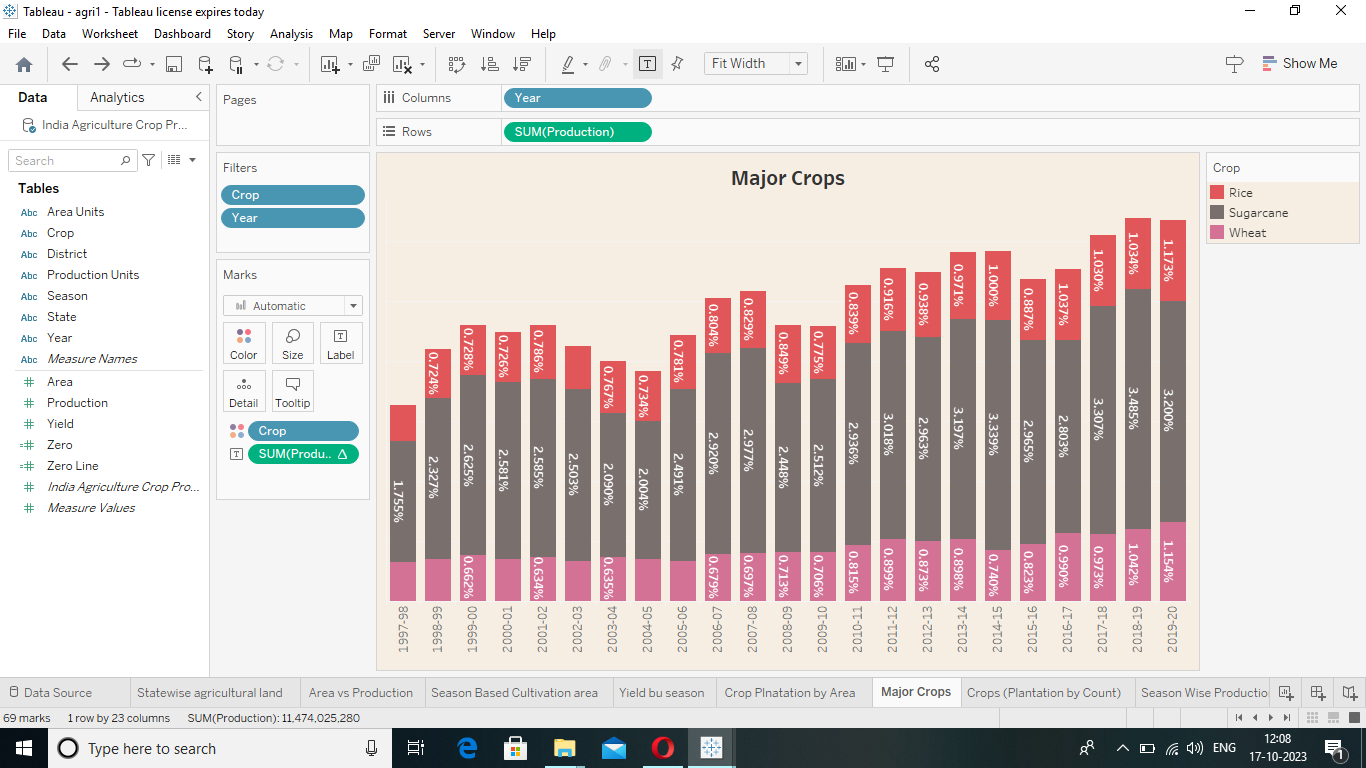 Tableau - agri1 - Tableau license expires today
File Data Worksheet Dashboard Story Analysis Map Format Server Window Help
Fit Width
Show Me
Data Analytics
India Agriculture Crop Pr...
Search
Tables
Abc Area Units
Abc Crop
Abc District
Abc Production Units
Abc Season
Abc State
Abc Year
Abc Measure Names
# Area
# Production
# Yield
=# Zero
=# Zero Line
# India Agriculture Crop Pro...
# Measure Values
Pages
Filters
Crop
Year
Marks
Automatic
Color Size Label
Detail Tooltip
Crop
SUM(Produ.. Δ
Columns Year
Rows SUM(Production)
Major Crops
0.724% 0.728% 0.726% 0.786% 0.767% 0.734% 0.781% 0.804% 0.829% 0.849% 0.775% 0.839% 0.916% 0.938% 0.971% 1.000% 0.887% 1.037% 1.030% 1.034% 1.173%
1.755% 2.327% 2.625% 2.581% 2.585% 2.503% 2.090% 2.004% 2.491% 2.920% 2.977% 2.448% 2.512% 2.936% 3.018% 2.963% 3.197% 3.339% 2.965% 2.803% 3.307% 3.485% 3.200%
0.662% 0.634% 0.635% 0.679% 0.697% 0.713% 0.706% 0.815% 0.899% 0.873% 0.898% 0.740% 0.823% 0.990% 0.973% 1.042% 1.154%
1997-98 1998-99 1999-00 2000-01 2001-02 2002-03 2003-04 2004-05 2005-06 2006-07 2007-08 2008-09 2009-10 2010-11 2011-12 2012-13 2013-14 2014-15 2015-16 2016-17 2017-18 2018-19 2019-20
Crop
Rice
Sugarcane
Wheat
Data Source Statewise agricultural land Area vs Production Season Based Cultivation area Yield bu season Crop Plnatation by Area Major Crops Crops (Plantation by Count) Season Wise Productio
69 marks 1 row by 23 columns SUM(Production): 11,474,025,280
Type here to search
ENG
12:08
17-10-2023
1